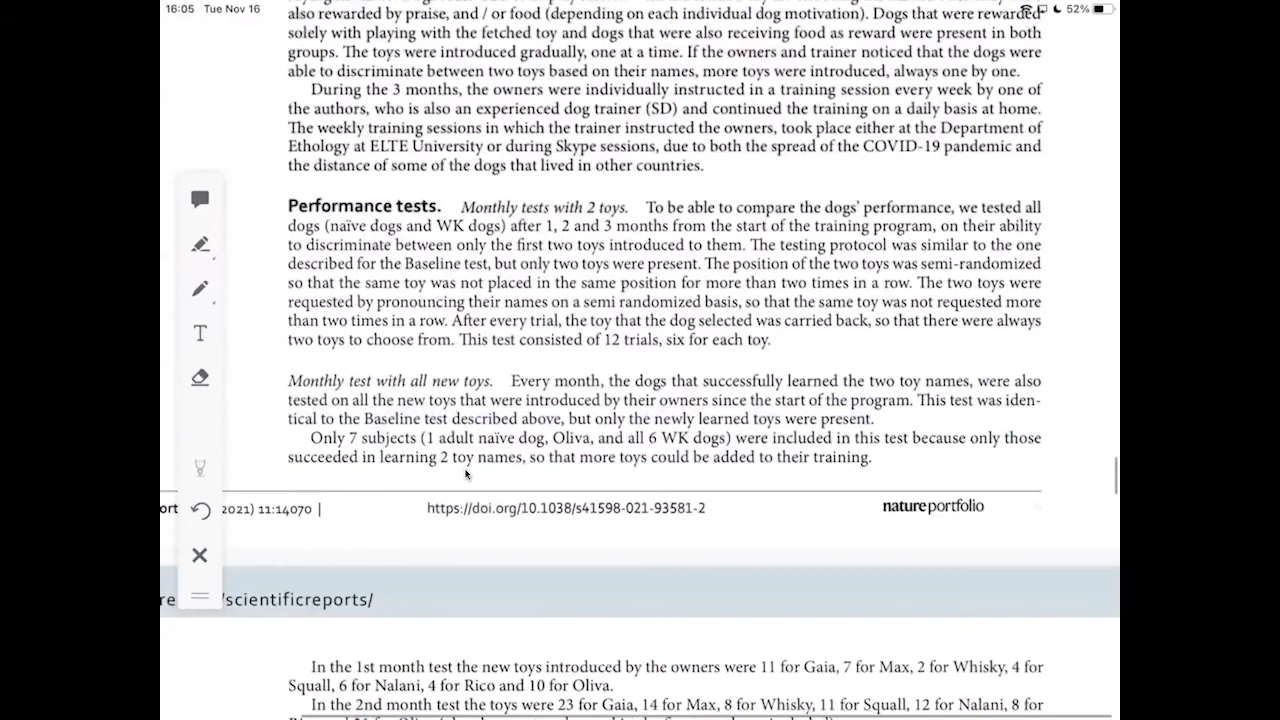 16:05 Tue Nov 16
52%
also rewarded by praise, and / or food (depending on each individual dog motivation). Dogs that were rewarded
solely with playing with the fetched toy and dogs that were also receiving food as reward were present in both
groups. The toys were introduced gradually, one at a time. If the owners and trainer noticed that the dogs were
able to discriminate between two toys based on their names, more toys were introduced, always one by one.
During the 3 months, the owners were individually instructed in a training session every week by one of
the authors, who is also an experienced dog trainer (SD) and continued the training on a daily basis at home.
The weekly training sessions in which the trainer instructed the owners, took place either at the Department of
Ethology at ELTE University or during Skype sessions, due to both the spread of the COVID-19 pandemic and
the distance of some of the dogs that lived in other countries.
Performance tests. Monthly tests with 2 toys. To be able to compare the dogs' performance, we tested all
dogs (naïve dogs and WK dogs) after 1, 2 and 3 months from the start of the training program, on their ability
to discriminate between only the first two toys introduced to them. The testing protocol was similar to the one
described for the Baseline test, but only two toys were present. The position of the two toys was semi-randomized
so that the same toy was not placed in the same position for more than two times in a row. The two toys were
requested by pronouncing their names on a semi randomized basis, so that the same toy was not requested more
than two times in a row. After every trial, the toy that the dog selected was carried back, so that there were always
two toys to choose from. This test consisted of 12 trials, six for each toy.
Monthly test with all new toys. Every month, the dogs that successfully learned the two toy names, were also
tested on all the new toys that were introduced by their owners since the start of the program. This test was iden-
tical to the Baseline test described above, but only the newly learned toys were present.
Only 7 subjects (1 adult naïve dog, Oliva, and all 6 WK dogs) were included in this test because only those
succeeded in learning 2 toy names, so that more toys could be added to their training.
ort 2021) 11:14070 | https://doi.org/10.1038/s41598-021-93581-2 natureportfolio
re /scientificreports/
In the 1st month test the new toys introduced by the owners were 11 for Gaia, 7 for Max, 2 for Whisky, 4 for
Squall, 6 for Nalani, 4 for Rico and 10 for Oliva.
In the 2nd month test the toys were 23 for Gaia, 14 for Max, 8 for Whisky, 11 for Squall, 12 for Nalani, 8 for